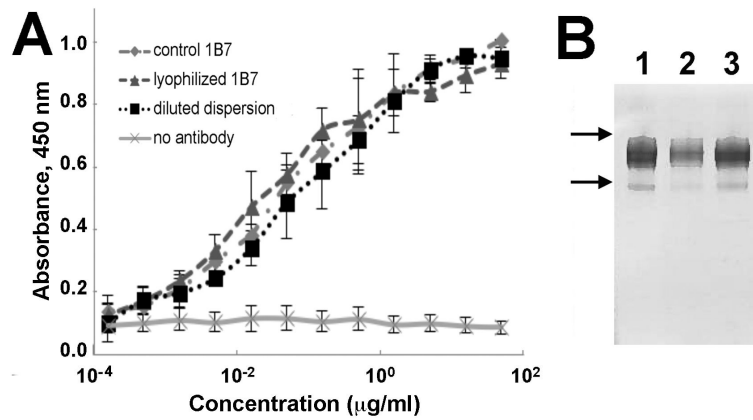 A
B
control 1B7
lyophilized 1B7
diluted dispersion
no antibody
1 2 3
Absorbance, 450 nm
1.0
0.8
0.6
0.4
0.2
0.0
10⁻⁴ 10⁻² 10⁰ 10²
Concentration (μg/ml)